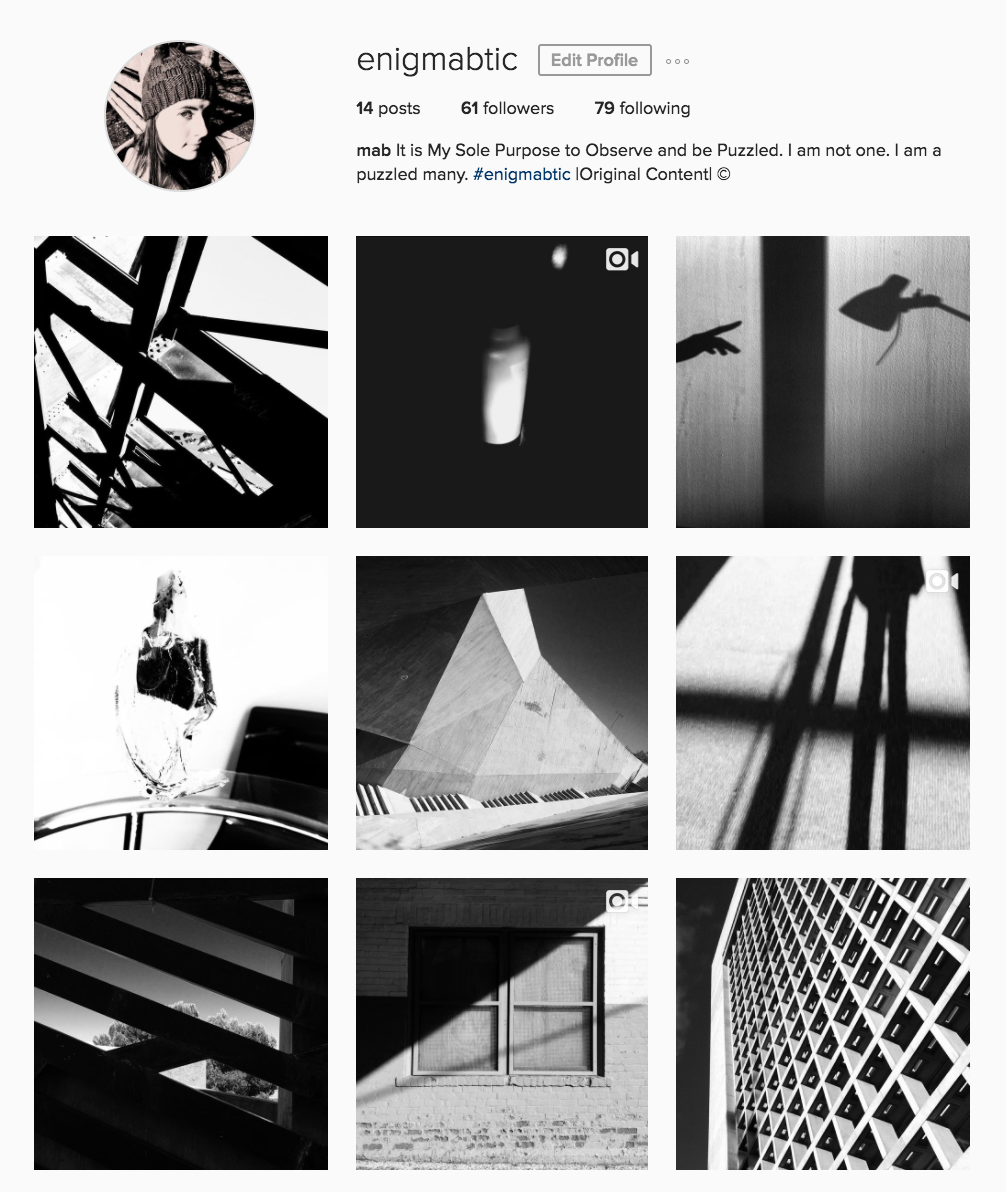 enigmabtic Edit Profile
14 posts 61 followers 79 following
mab It is My Sole Purpose to Observe and be Puzzled. I am not one. I am a
puzzled many. #enigmabtic |Original Content| ©